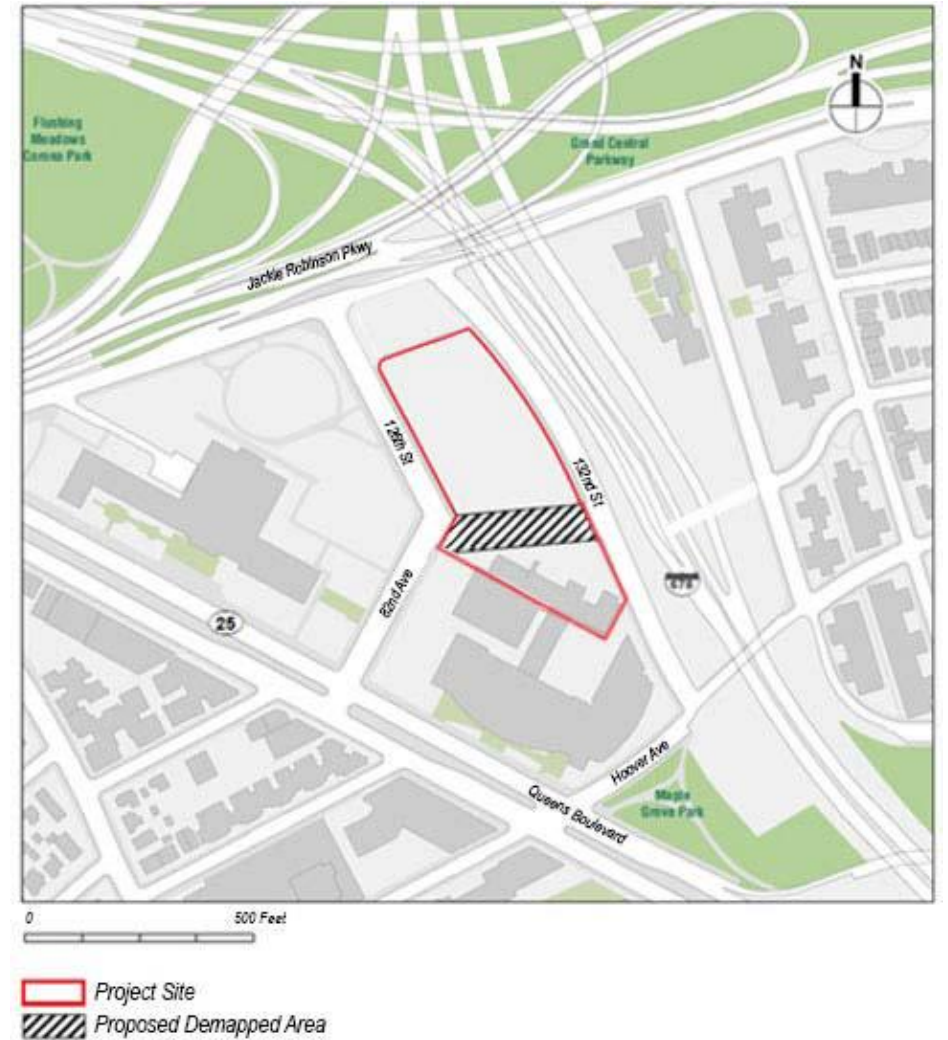 N
Flushing
Meadows
Corona Park
Grand Central
Parkway
Jackie Robinson Pkwy
126th St
132nd St
82nd Ave
678
25
Hoover Ave
Queens Boulevard
Maple
Grove Park
0 500 Feet
Project Site
Proposed Demapped Area